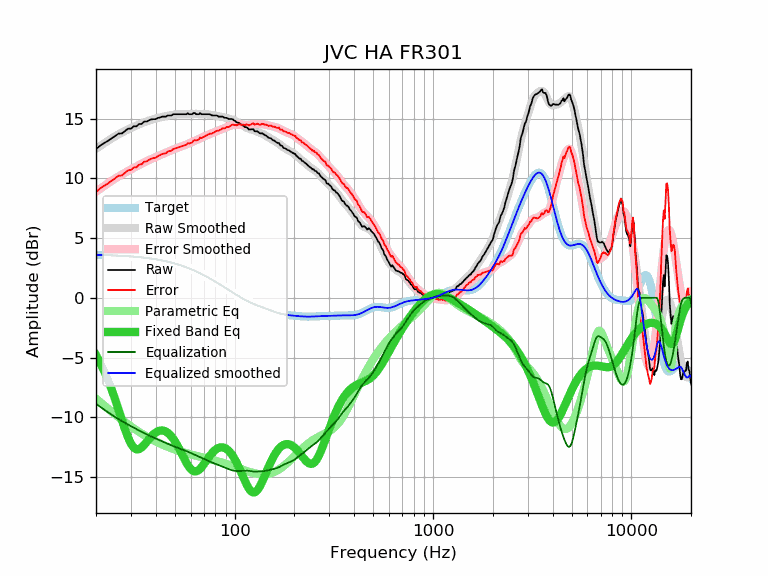 JVC HA FR301
Amplitude (dBr)
15
10
5
0
−5
−10
−15
Target
Raw Smoothed
Error Smoothed
Raw
Error
Parametric Eq
Fixed Band Eq
Equalization
Equalized smoothed
100
1000
10000
Frequency (Hz)